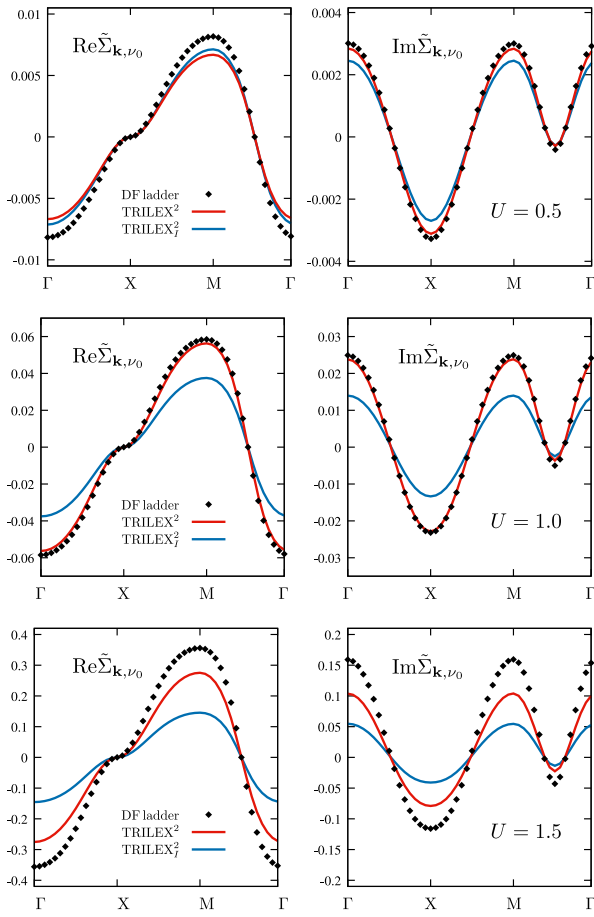 0.01
0.005
0
-0.005
-0.01
ReΣ̃𝐤,ν₀
DF ladder
TRILEX²
TRILEX²_I
Γ X M Γ
0.004
0.002
0
-0.002
-0.004
ImΣ̃𝐤,ν₀
U = 0.5
Γ X M Γ
0.06
0.04
0.02
0
-0.02
-0.04
-0.06
ReΣ̃𝐤,ν₀
DF ladder
TRILEX²
TRILEX²_I
Γ X M Γ
0.03
0.02
0.01
0
-0.01
-0.02
-0.03
ImΣ̃𝐤,ν₀
U = 1.0
Γ X M Γ
0.4
0.3
0.2
0.1
0
-0.1
-0.2
-0.3
-0.4
ReΣ̃𝐤,ν₀
DF ladder
TRILEX²
TRILEX²_I
Γ X M Γ
0.2
0.15
0.1
0.05
0
-0.05
-0.1
-0.15
-0.2
ImΣ̃𝐤,ν₀
U = 1.5
Γ X M Γ